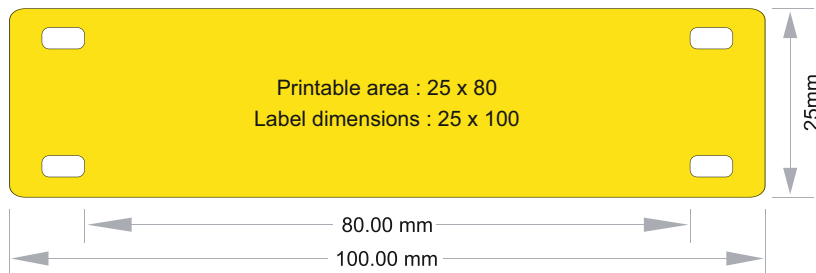 Printable area : 25 x 80
Label dimensions : 25 x 100
25mm
80.00 mm
100.00 mm